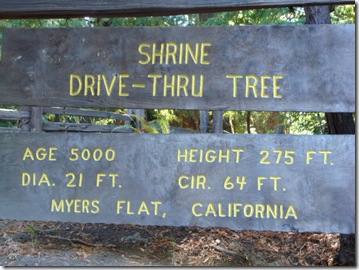 SHRINE
DRIVE-THRU TREE
AGE 5000 HEIGHT 275 FT.
DIA. 21 FT. CIR. 64 FT.
MYERS FLAT, CALIFORNIA